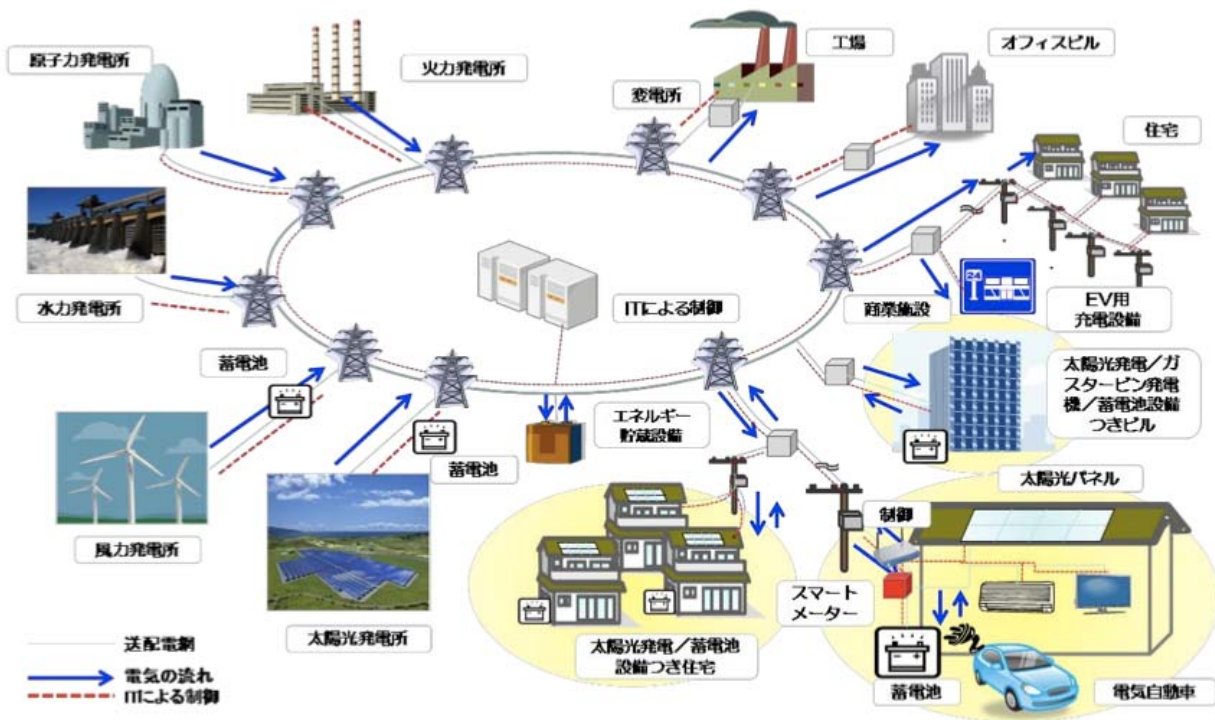 原子力発電所
火力発電所
工場
オフィスビル
変電所
住宅
水力発電所
ITによる制御
商業施設
24
EV用
充電設備
蓄電池
太陽光発電/ガ
スタービン発電
機/蓄電池設備
つきビル
エネルギー
貯蔵設備
蓄電池
太陽光パネル
制御
風力発電所
スマート
メーター
太陽光発電所
太陽光発電/蓄電池
設備つき住宅
蓄電池
電気自動車
送配電網
電気の流れ
ITによる制御